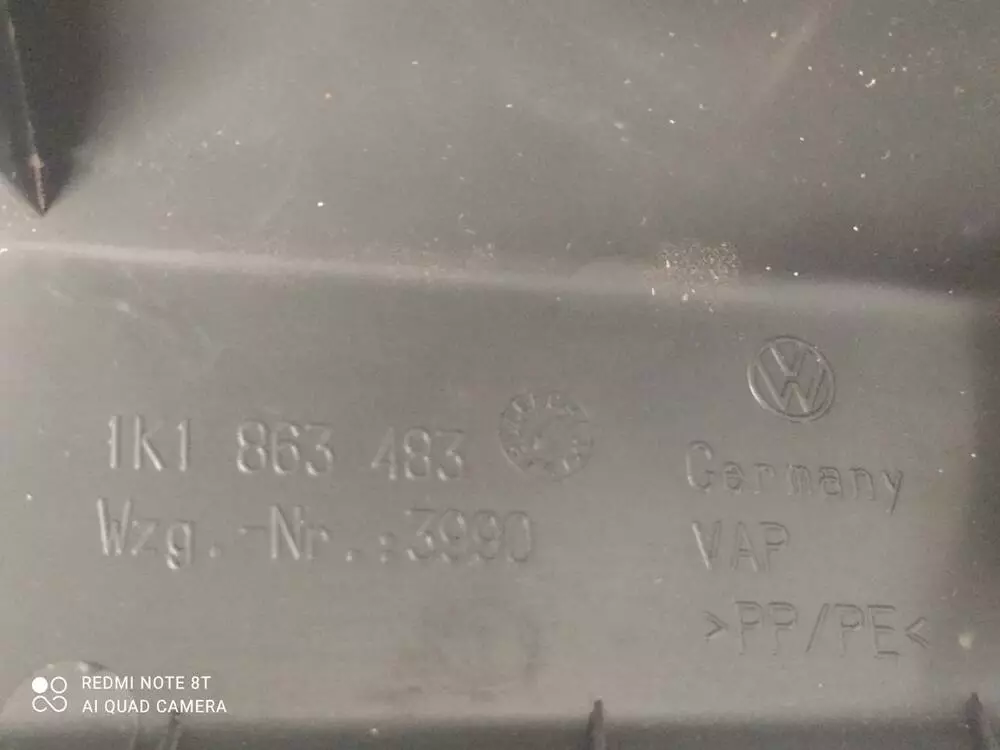 1K1 863 483
Wzg.-Nr.:3990
Germany
VAP
>PP/PE<
REDMI NOTE 8T
AI QUAD CAMERA